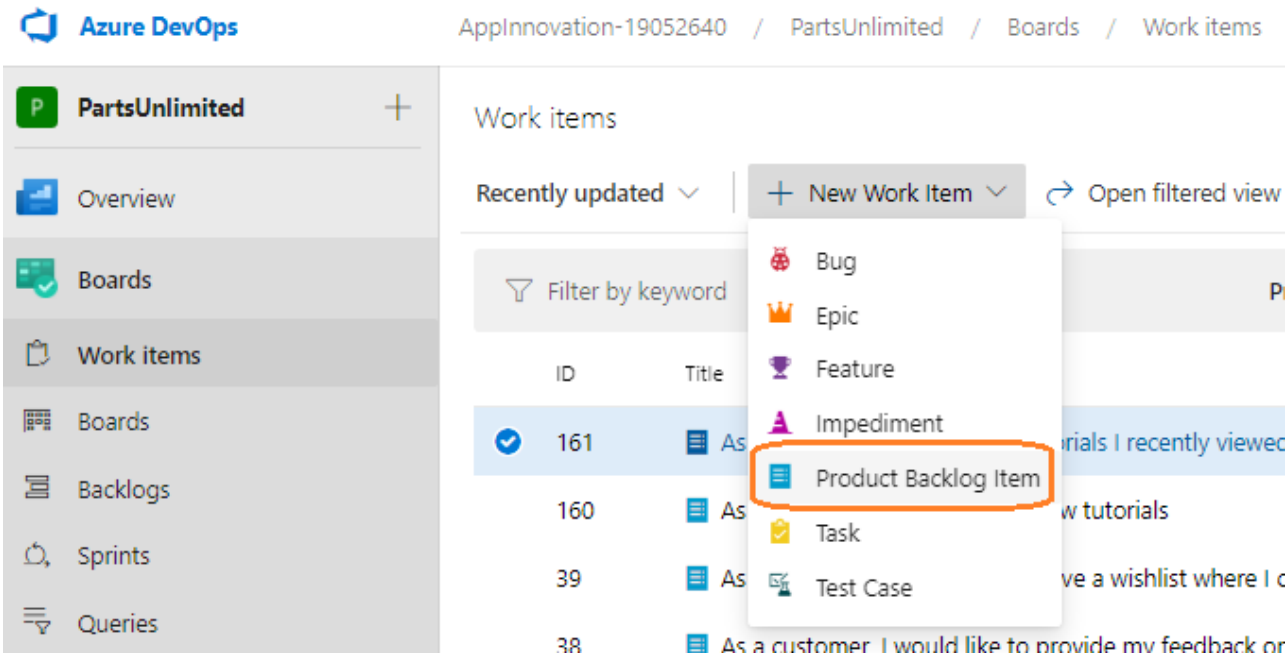 Azure DevOps
AppInnovation-19052640 / PartsUnlimited / Boards / Work items
P PartsUnlimited
Work items
Overview
Recently updated
New Work Item
Open filtered view
Boards
Filter by keyword
Bug
Epic
Work items
ID Title
Feature
Boards
Impediment
161 As
rials I recently viewed
Backlogs
Product Backlog Item
160 As
w tutorials
Sprints
Task
39 As
ve a wishlist where I
Test Case
Queries
38 As a customer, I would like to provide my feedback on